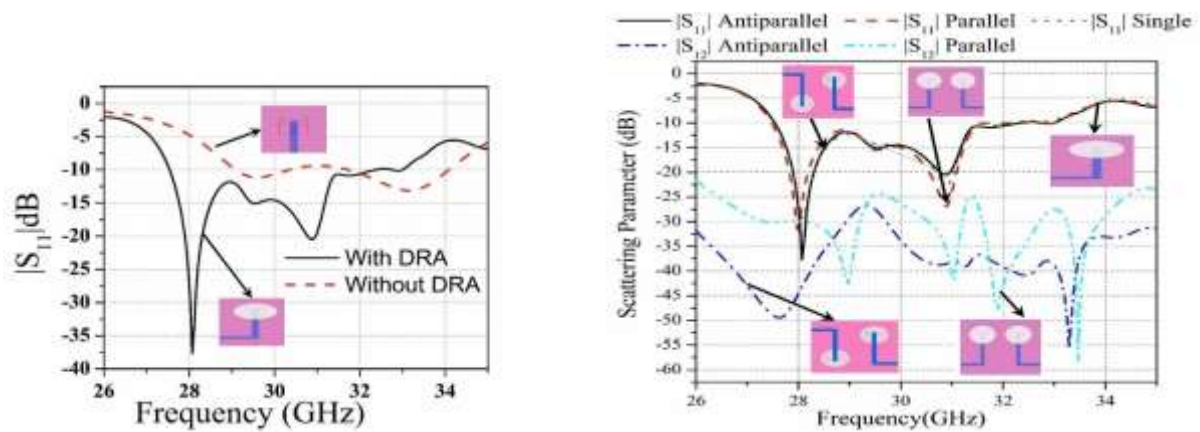 |S11|dB
0
-5
-10
-15
-20
-25
-30
-35
-40
With DRA
Without DRA
26 28 30 32 34
Frequency (GHz)
|S11| Antiparallel |S11| Parallel |S11| Single
|S12| Antiparallel |S12| Parallel
Scattering Parameter (dB)
0
-5
-10
-15
-20
-25
-30
-35
-40
-45
-50
-55
-60
26 28 30 32 34
Frequency(GHz)